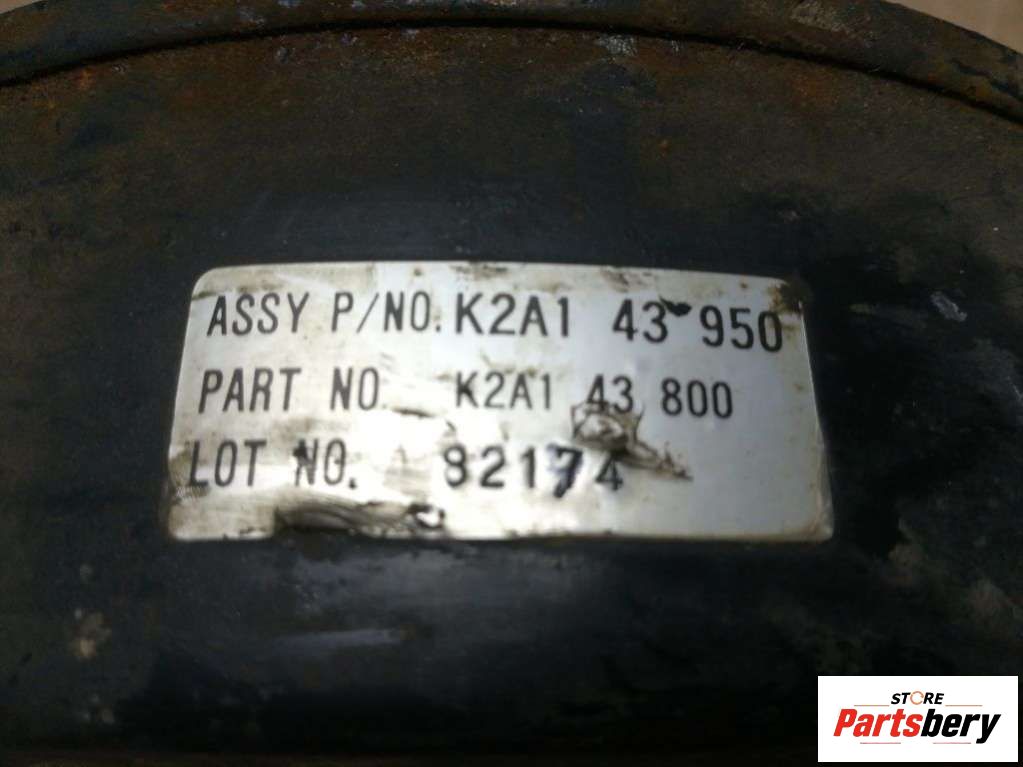 ASSY P/NO. K2A1 43 950
PART NO. K2A1 43 800
LOT NO. 82174
STORE
Partsbery